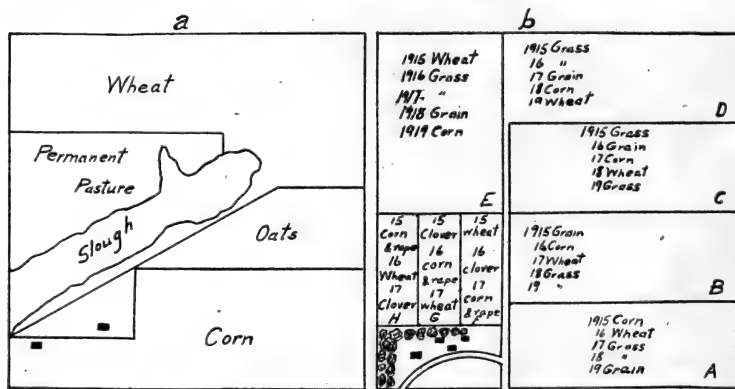 a
Wheat
Permanent
Pasture
Slough
Oats
Corn
b
1915 Wheat
1916 Grass
1917 "
1918 Grain
1919 Corn
E
1915 Grass
16 "
17 Grain
18 Corn
19 Wheat
D
1915 Grass
16 Grain
17 Corn
18 Wheat
19 Grass
C
1915 Grain
16 Corn
17 Wheat
18 Grass
19 "
B
1915 Corn
16 Wheat
17 Grass
18 "
19 Grain
A
15
Corn
& rape
16
Wheat
17
Clover
H
15
Clover
16
corn
& rape
17
wheat
G
15
wheat
16
clover
17
corn
& rape
F